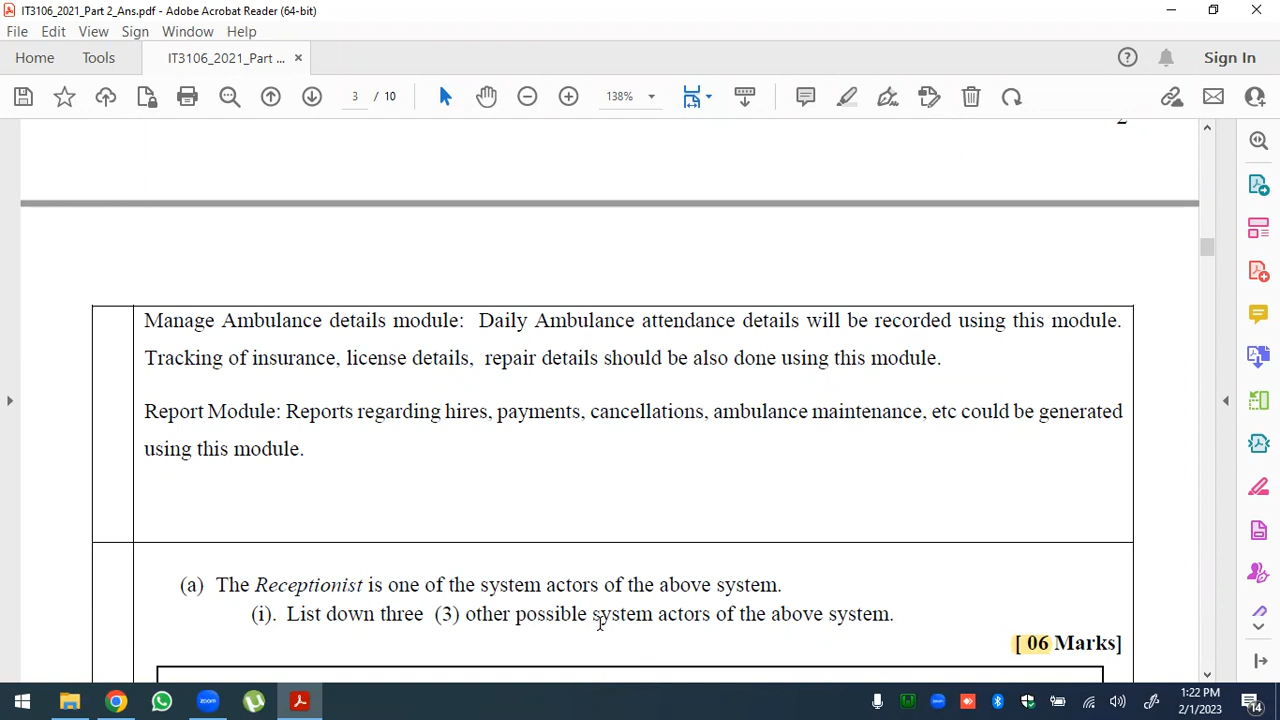 IT3106_2021_Part 2_Ans.pdf - Adobe Acrobat Reader (64-bit)
File Edit View Sign Window Help
Home Tools IT3106_2021_Part ... × Sign In
3 / 10 138%
2
Manage Ambulance details module: Daily Ambulance attendance details will be recorded using this module.
Tracking of insurance, license details, repair details should be also done using this module.
Report Module: Reports regarding hires, payments, cancellations, ambulance maintenance, etc could be generated
using this module.
(a) The Receptionist is one of the system actors of the above system.
(i). List down three (3) other possible system actors of the above system.
[ 06 Marks]
zoom
1:22 PM
2/1/2023
14